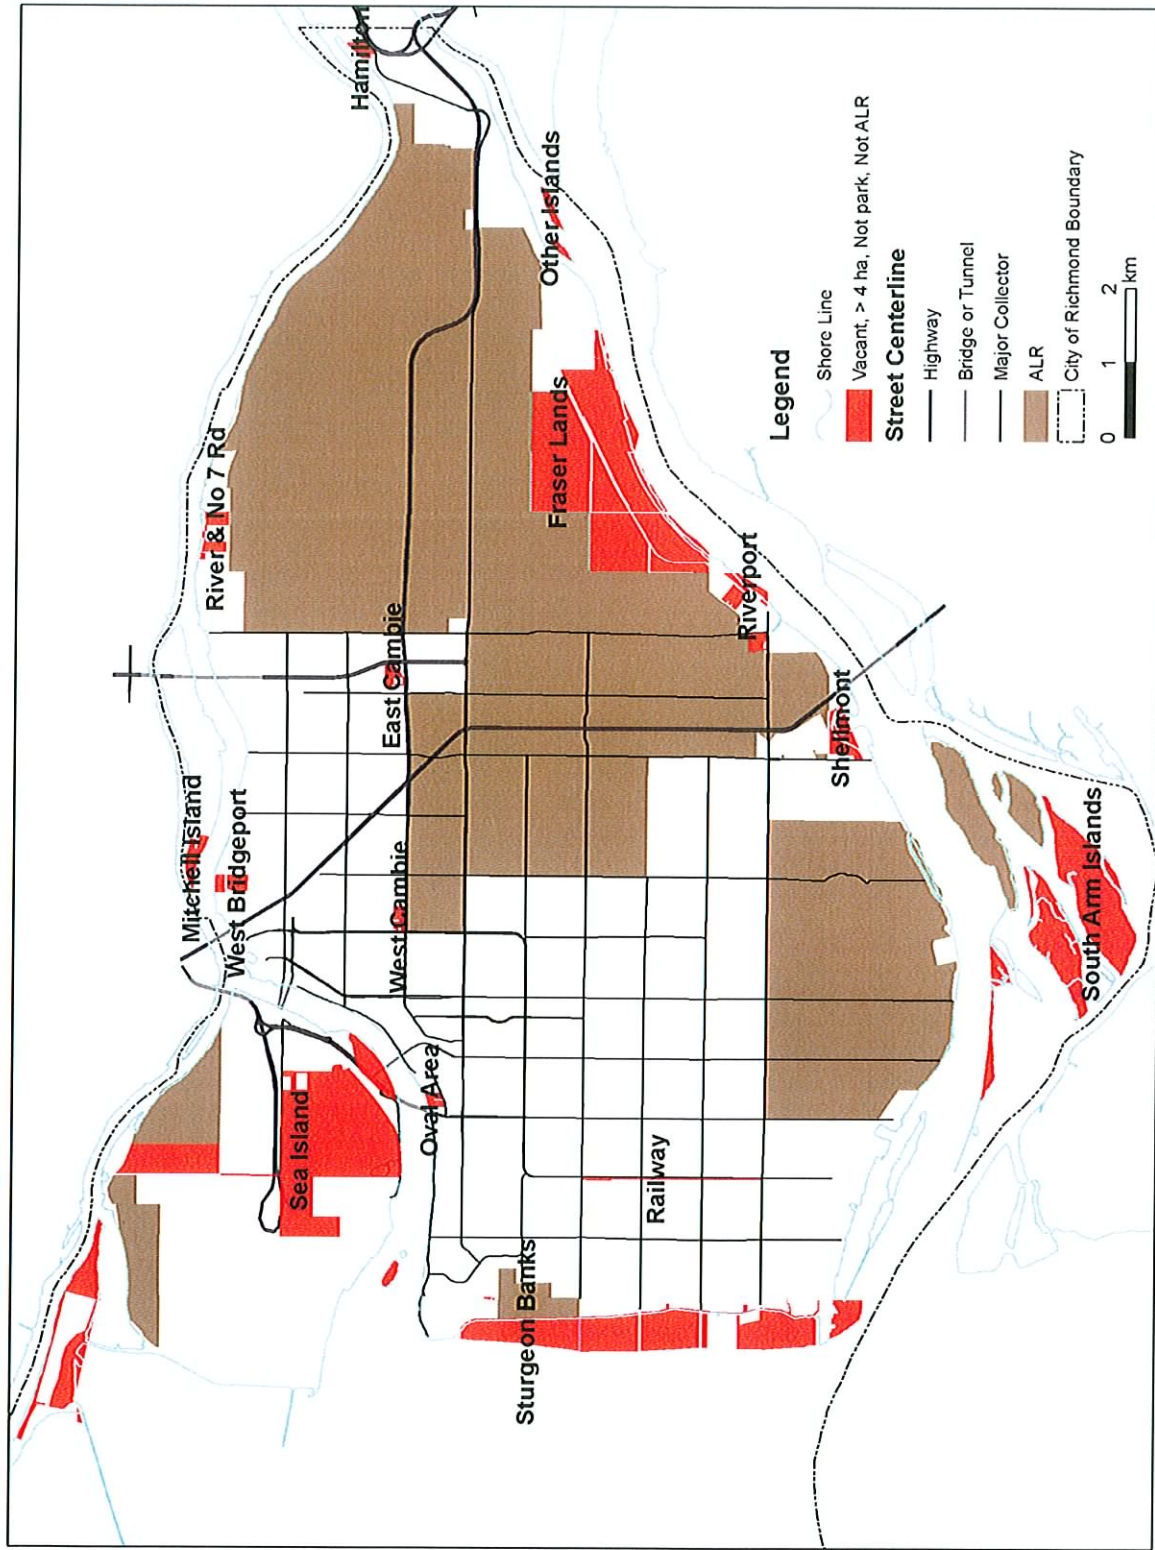 Hamilton
River & No 7 Rd
Mitchell Island
West Bridgeport
East Cambie
West Cambie
Sea Island
Oval Area
Other Islands
Fraser Lands
Sturgeon Banks
Railway
Riverport
Shellmont
South Arm Islands
Legend
Shore Line
Vacant, > 4 ha, Not park, Not ALR
Street Centerline
Highway
Bridge or Tunnel
Major Collector
ALR
City of Richmond Boundary
0 1 2
km